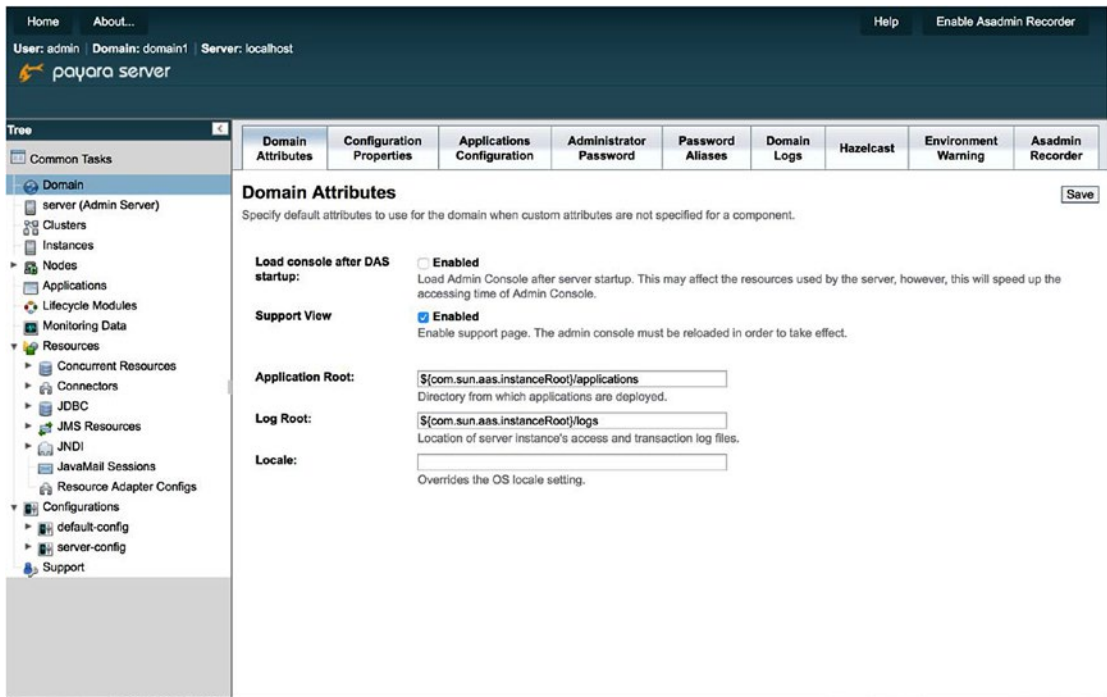 Home About... Help Enable Asadmin Recorder
User: admin | Domain: domain1 | Server: localhost
payara server
Tree
Common Tasks
Domain
server (Admin Server)
Clusters
Instances
Nodes
Applications
Lifecycle Modules
Monitoring Data
Resources
Concurrent Resources
Connectors
JDBC
JMS Resources
JNDI
JavaMail Sessions
Resource Adapter Configs
Configurations
default-config
server-config
Support
Domain Attributes
Configuration Properties
Applications Configuration
Administrator Password
Password Aliases
Domain Logs
Hazelcast
Environment Warning
Asadmin Recorder
Domain Attributes
Save
Specify default attributes to use for the domain when custom attributes are not specified for a component.
Load console after DAS startup:
Enabled
Load Admin Console after server startup. This may affect the resources used by the server, however, this will speed up the
accessing time of Admin Console.
Support View
Enabled
Enable support page. The admin console must be reloaded in order to take effect.
Application Root:
${com.sun.aas.instanceRoot}/applications
Directory from which applications are deployed.
Log Root:
${com.sun.aas.instanceRoot}/logs
Location of server instance's access and transaction log files.
Locale:
Overrides the OS locale setting.